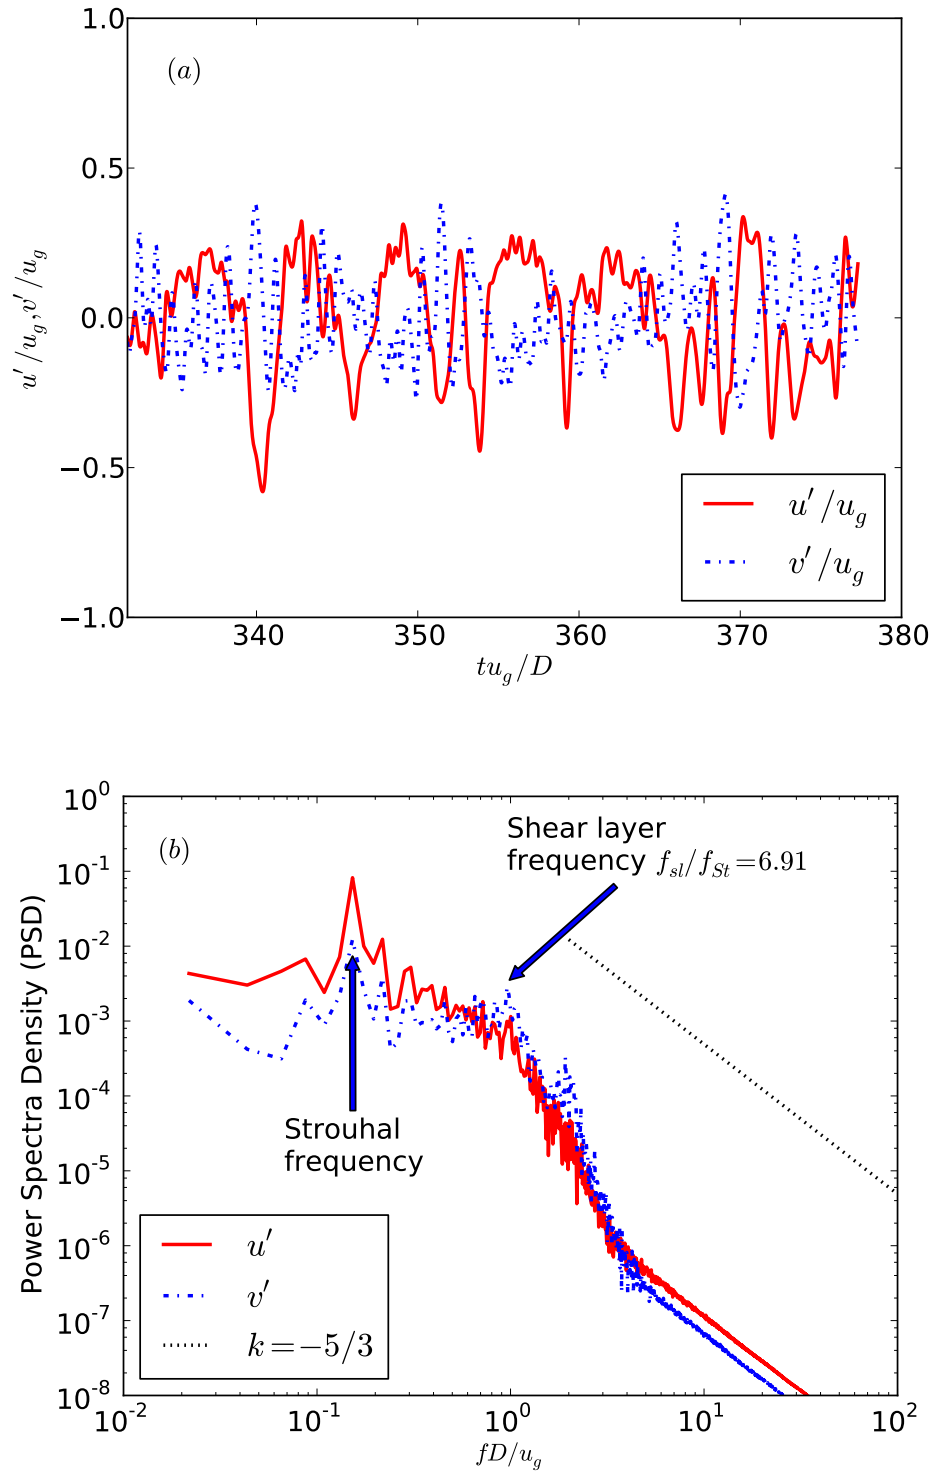 1.0
(a)
0.5
0.0
−0.5
−1.0
u′/u_g,v′/u_g
u′/u_g
v′/u_g
340 350 360 370 380
tu_g/D
10^0
10^-1
10^-2
10^-3
10^-4
10^-5
10^-6
10^-7
10^-8
Power Spectra Density (PSD)
(b)
Shear layer
frequency f_sl/f_St=6.91
Strouhal
frequency
u′
v′
k=−5/3
10^-2 10^-1 10^0 10^1 10^2
fD/u_g